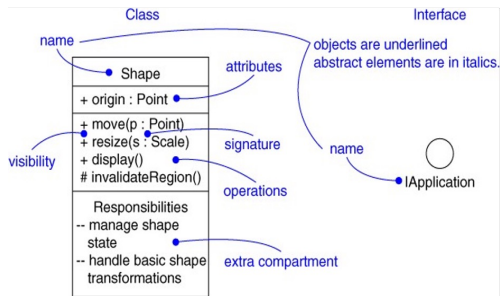 Class
Interface
name
objects are underlined
abstract elements are in italics.
Shape
attributes
+ origin : Point
+ move(p : Point)
+ resize(s : Scale)
+ display()
# invalidateRegion()
visibility
signature
name
operations
IApplication
Responsibilities
-- manage shape
state
-- handle basic shape
transformations
extra compartment